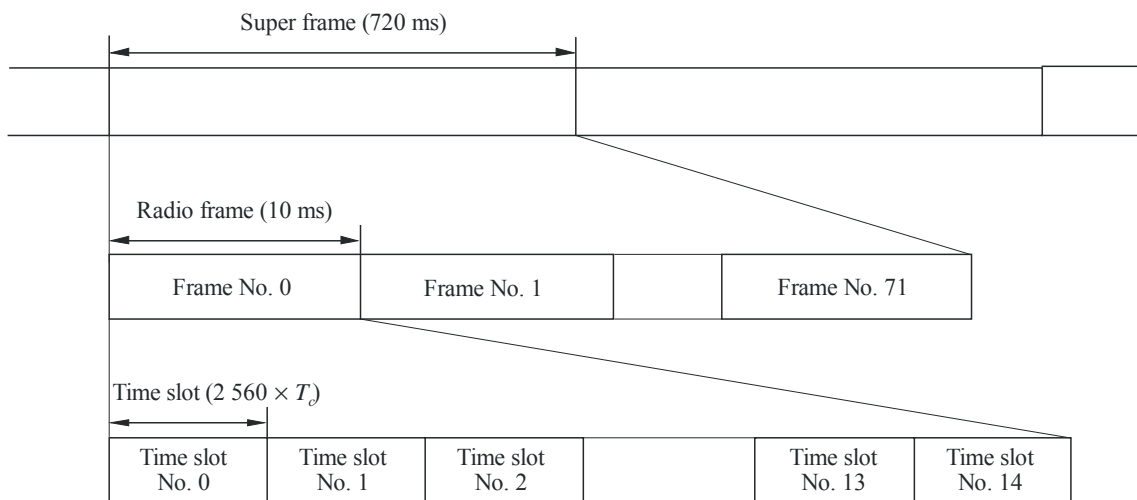 Super frame (720 ms)
Radio frame (10 ms)
Frame No. 0
Frame No. 1
Frame No. 71
Time slot (2 560 × Tc)
Time slot
No. 0
Time slot
No. 1
Time slot
No. 2
Time slot
No. 13
Time slot
No. 14